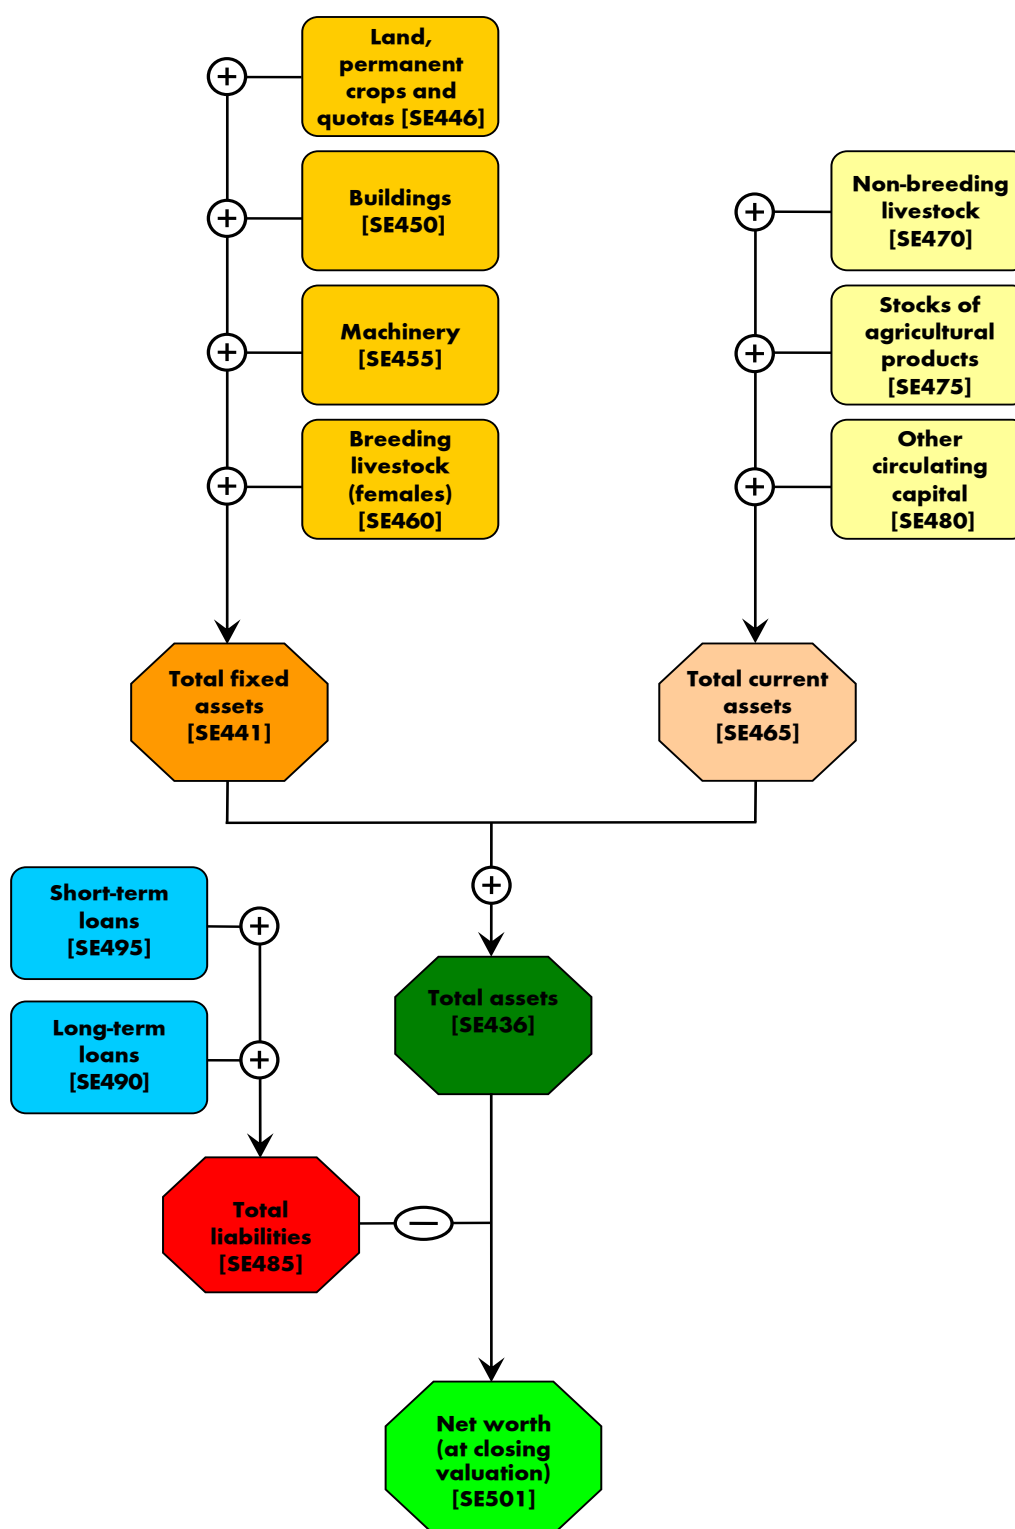 Land,
permanent
crops and
quotas [SE446]
Buildings
[SE450]
Machinery
[SE455]
Breeding
livestock
(females)
[SE460]
Non-breeding
livestock
[SE470]
Stocks of
agricultural
products
[SE475]
Other
circulating
capital
[SE480]
Total fixed
assets
[SE441]
Total current
assets
[SE465]
Short-term
loans
[SE495]
Long-term
loans
[SE490]
Total assets
[SE436]
Total
liabilities
[SE485]
Net worth
(at closing
valuation)
[SE501]